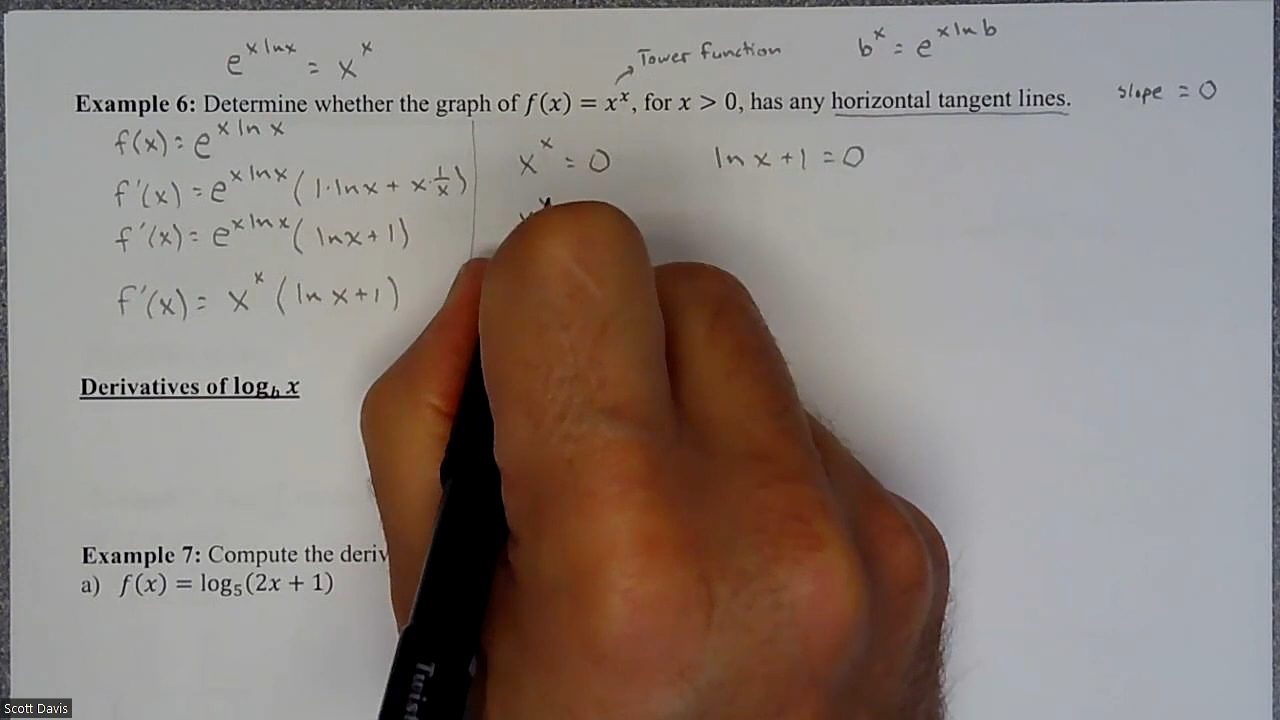 e^{x ln x} = x^x
Tower function
b^x = e^{x ln b}
Example 6: Determine whether the graph of f(x) = x^x, for x > 0, has any horizontal tangent lines.
slope = 0
f(x) = e^{x ln x}
f'(x) = e^{x ln x}(1·ln x + x·\frac{1}{x})
f'(x) = e^{x ln x}(ln x + 1)
f'(x) = x^x (ln x + 1)
x^x = 0
ln x + 1 = 0
Derivatives of log_b x
Example 7: Compute the deriv
a) f(x) = log_5(2x + 1)
Twist
Scott Davis